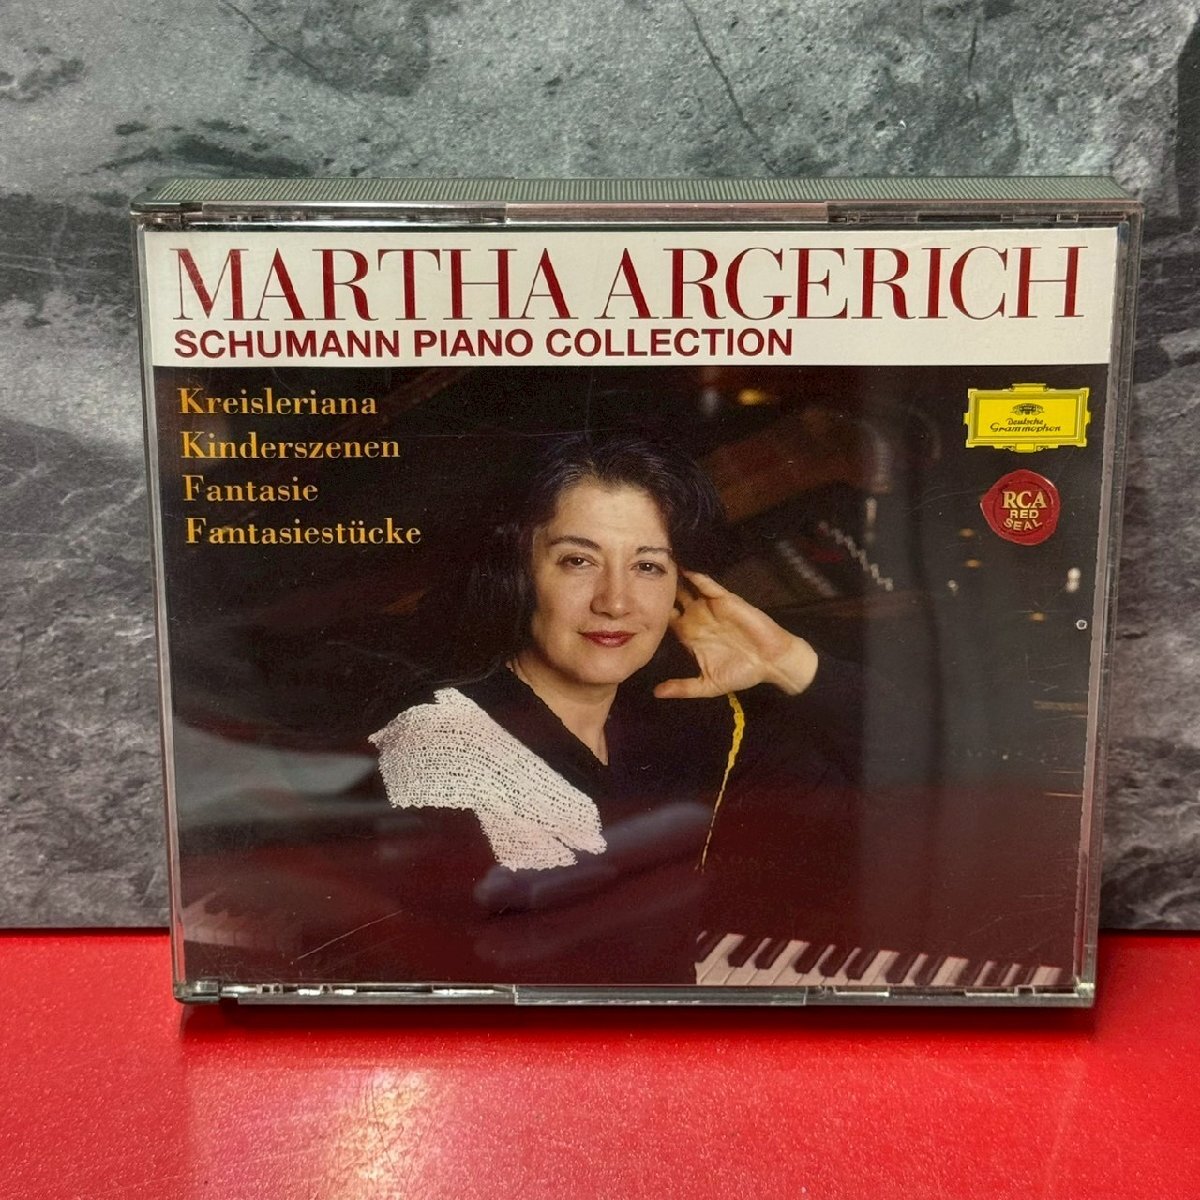 MARTHA ARGERICH
SCHUMANN PIANO COLLECTION
Kreisleriana
Kinderszenen
Fantasie
Fantasiestücke
Deutsche
Grammophon
RCA
RED
SEAL